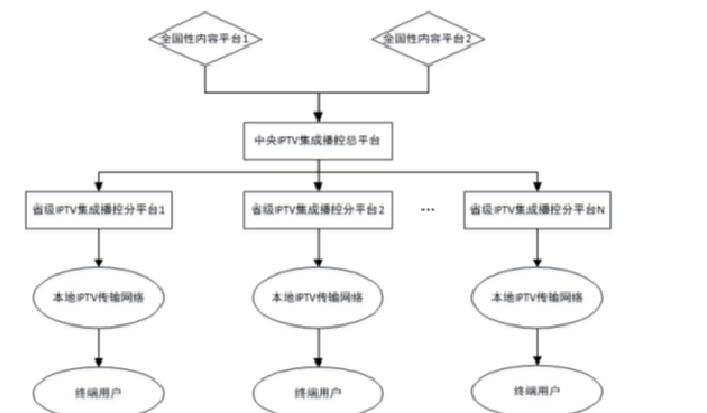 全国性内容平台1
全国性内容平台2
中央IPTV集成播控总平台
省级IPTV集成播控分平台1
省级IPTV集成播控分平台2
...
省级IPTV集成播控分平台N
本地IPTV传输网络
本地IPTV传输网络
本地IPTV传输网络
终端用户
终端用户
终端用户